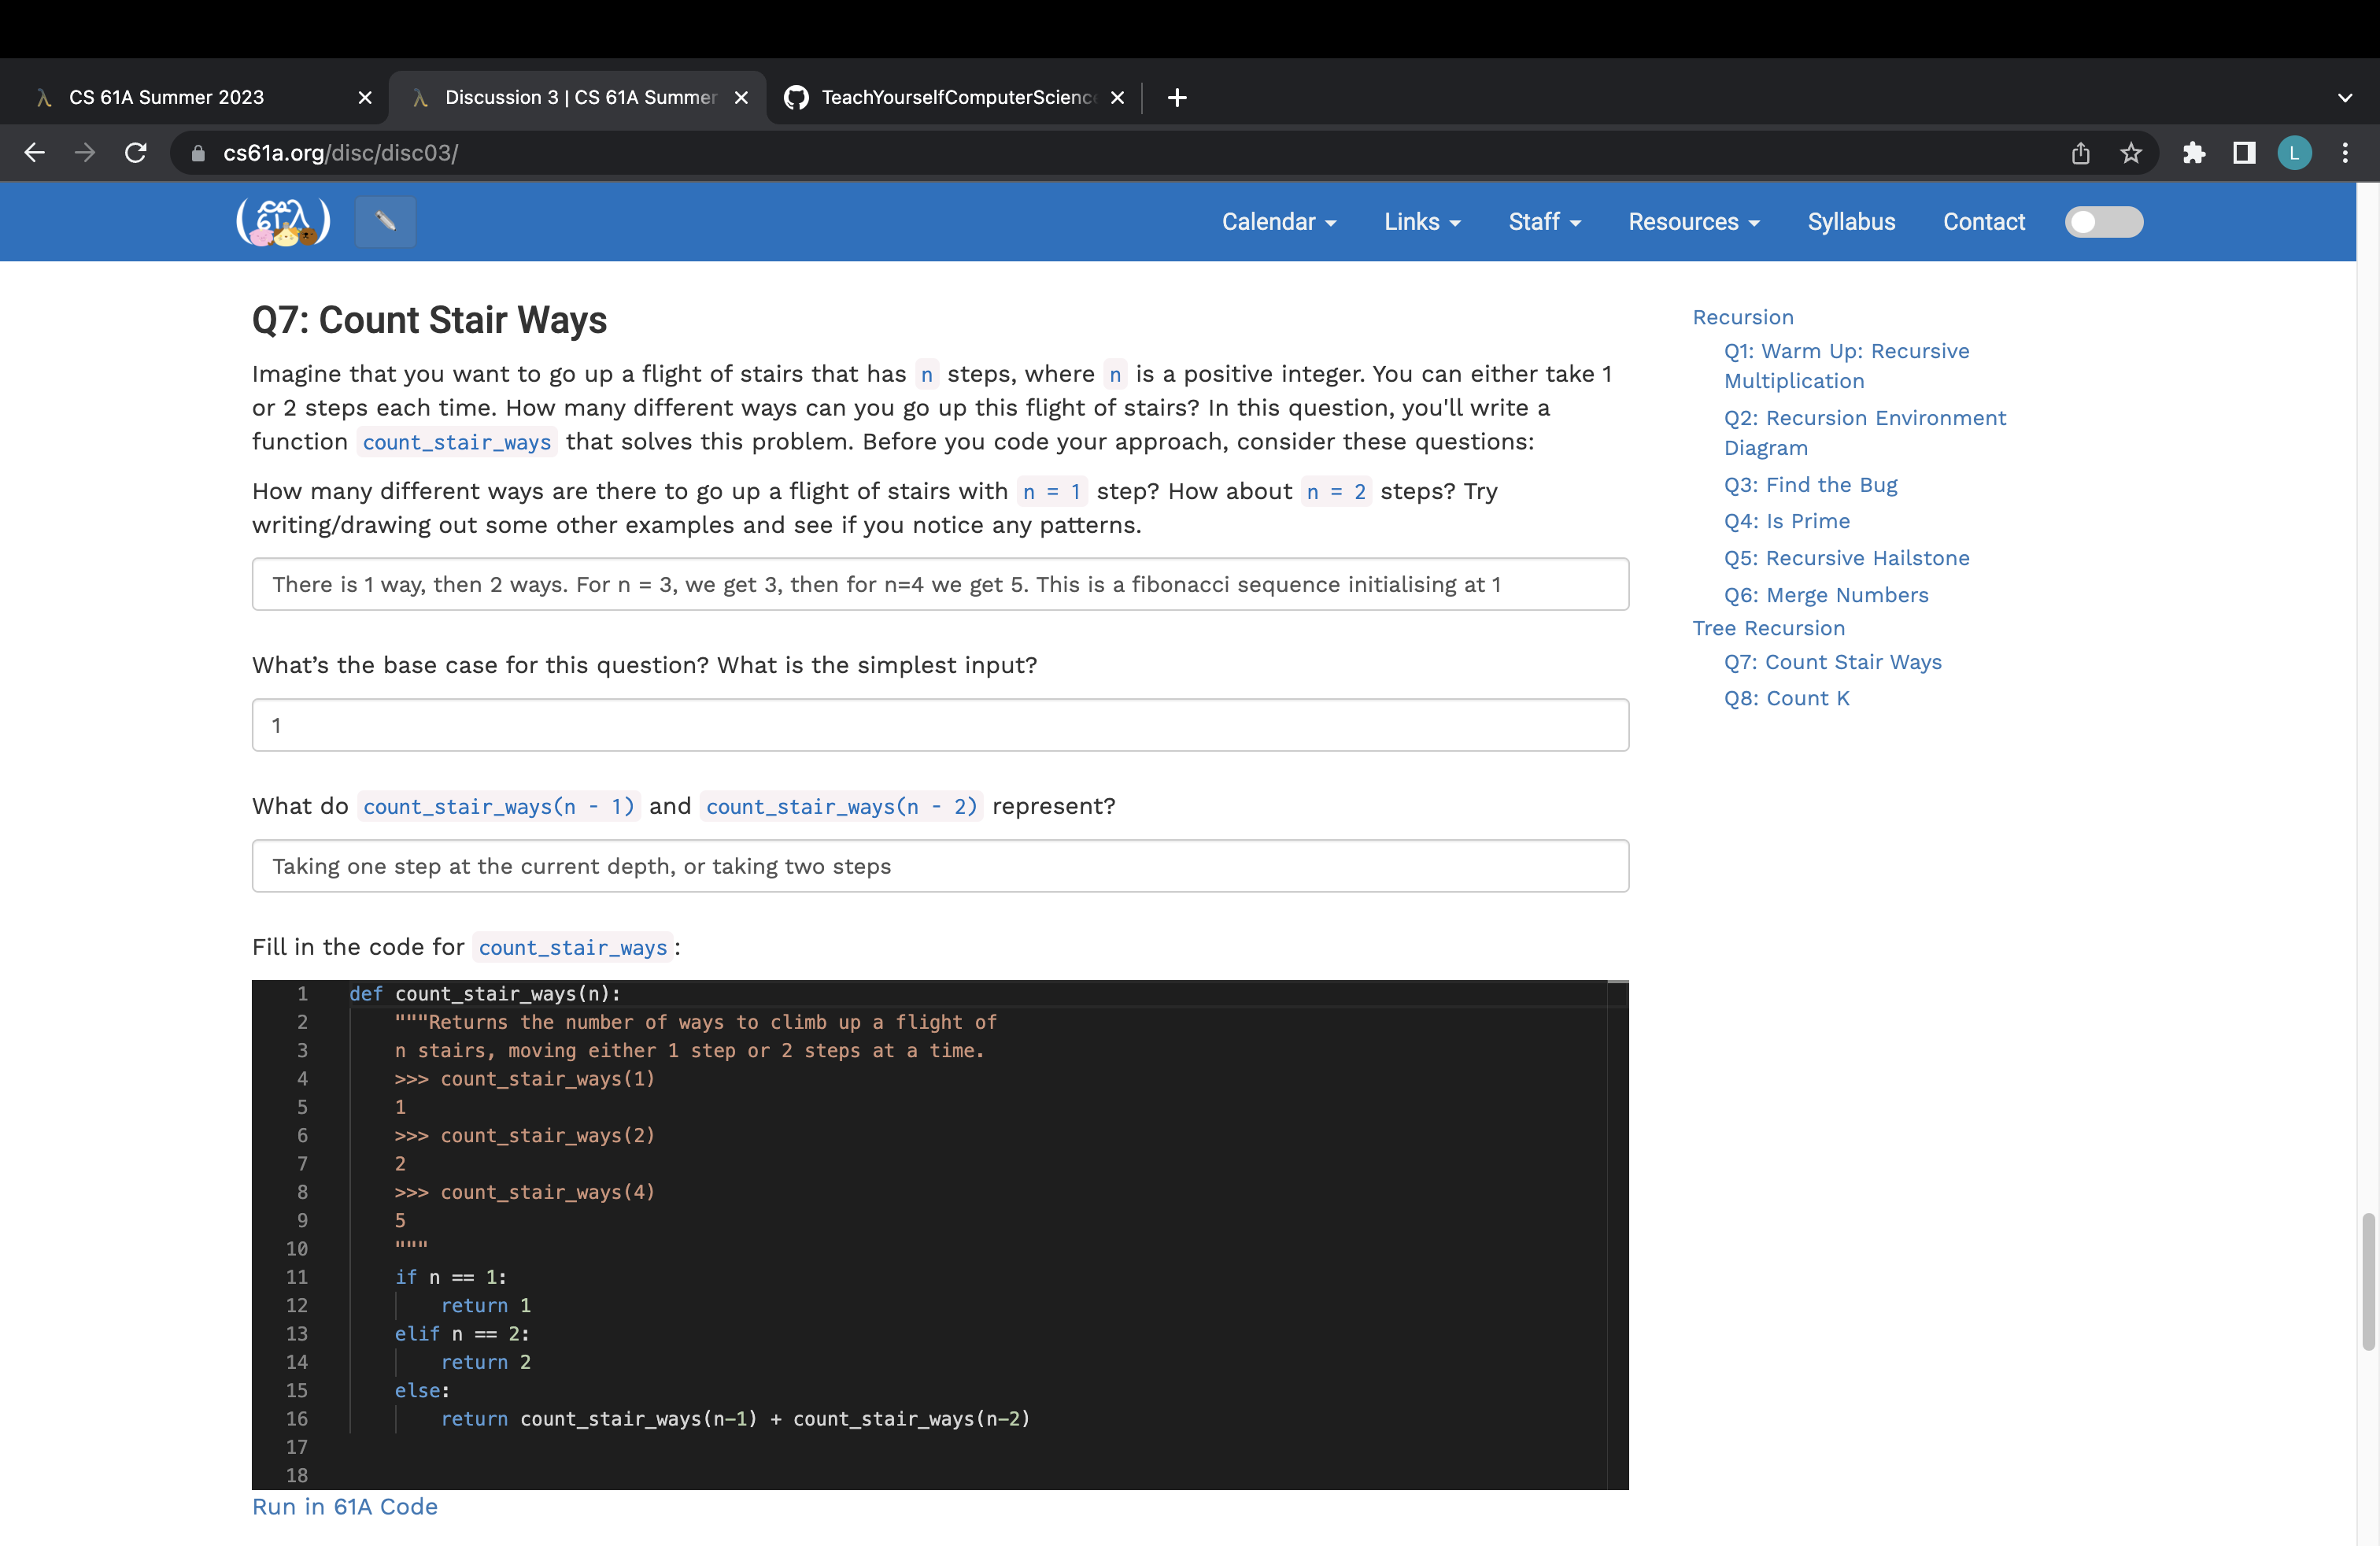 CS 61A Summer 2023
Discussion 3 | CS 61A Summer
TeachYourselfComputerScienc
cs61a.org/disc/disc03/
L
61A
Calendar
Links
Staff
Resources
Syllabus
Contact
Q7: Count Stair Ways
Imagine that you want to go up a flight of stairs that has n steps, where n is a positive integer. You can either take 1
or 2 steps each time. How many different ways can you go up this flight of stairs? In this question, you'll write a
function count_stair_ways that solves this problem. Before you code your approach, consider these questions:
How many different ways are there to go up a flight of stairs with n = 1 step? How about n = 2 steps? Try
writing/drawing out some other examples and see if you notice any patterns.
There is 1 way, then 2 ways. For n = 3, we get 3, then for n=4 we get 5. This is a fibonacci sequence initialising at 1
What's the base case for this question? What is the simplest input?
1
What do count_stair_ways(n - 1) and count_stair_ways(n - 2) represent?
Taking one step at the current depth, or taking two steps
Fill in the code for count_stair_ways:
1 def count_stair_ways(n):
2 """Returns the number of ways to climb up a flight of
3 n stairs, moving either 1 step or 2 steps at a time.
4 >>> count_stair_ways(1)
5 1
6 >>> count_stair_ways(2)
7 2
8 >>> count_stair_ways(4)
9 5
10 """
11 if n == 1:
12 return 1
13 elif n == 2:
14 return 2
15 else:
16 return count_stair_ways(n-1) + count_stair_ways(n-2)
17
18
Run in 61A Code
Recursion
Q1: Warm Up: Recursive
Multiplication
Q2: Recursion Environment
Diagram
Q3: Find the Bug
Q4: Is Prime
Q5: Recursive Hailstone
Q6: Merge Numbers
Tree Recursion
Q7: Count Stair Ways
Q8: Count K